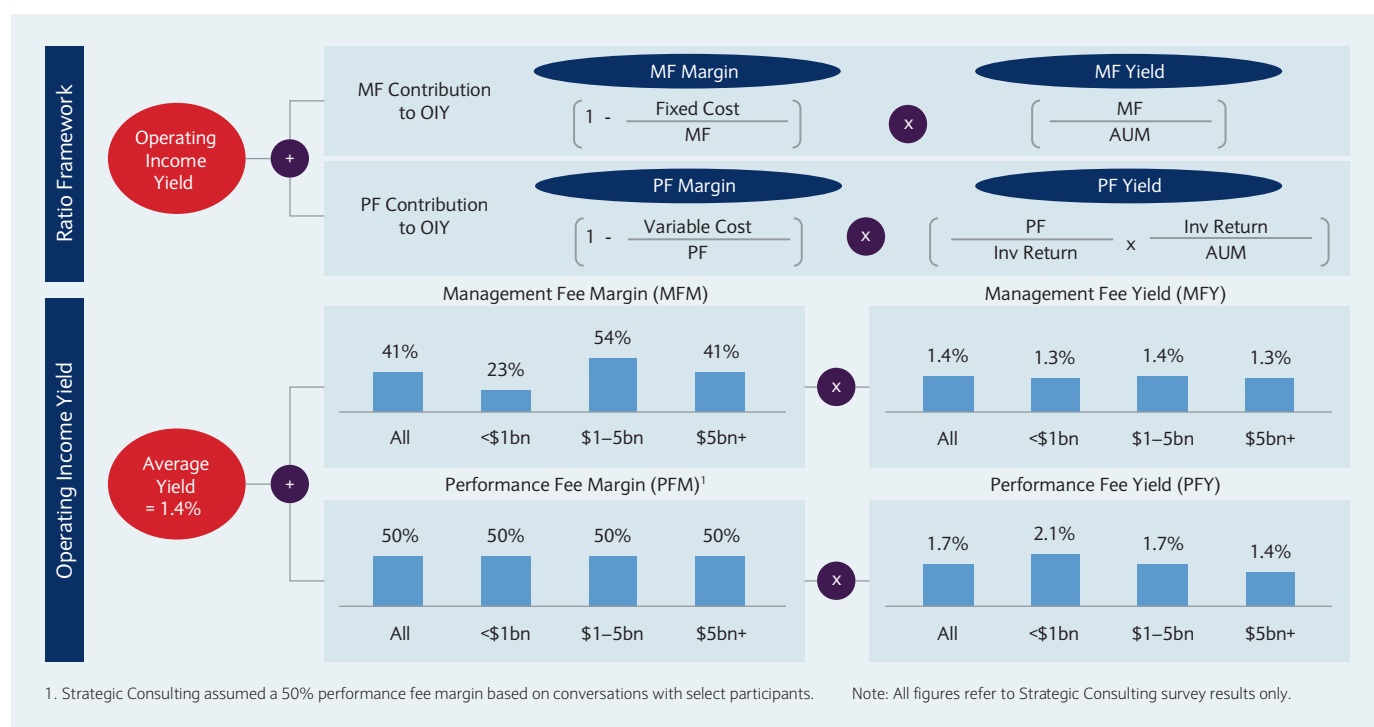 Ratio Framework
Operating
Income
Yield
+
MF Contribution
to OIY
MF Margin
1 - Fixed Cost
MF
x
MF Yield
MF
AUM
PF Contribution
to OIY
PF Margin
1 - Variable Cost
PF
x
PF Yield
PF
Inv Return
x
Inv Return
AUM
Operating Income Yield
Average
Yield
= 1.4%
+
Management Fee Margin (MFM)
41% 23% 54% 41%
All <$1bn $1–5bn $5bn+
x
Management Fee Yield (MFY)
1.4% 1.3% 1.4% 1.3%
All <$1bn $1–5bn $5bn+
Performance Fee Margin (PFM)1
50% 50% 50% 50%
All <$1bn $1–5bn $5bn+
x
Performance Fee Yield (PFY)
1.7% 2.1% 1.7% 1.4%
All <$1bn $1–5bn $5bn+
1. Strategic Consulting assumed a 50% performance fee margin based on conversations with select participants.
Note: All figures refer to Strategic Consulting survey results only.